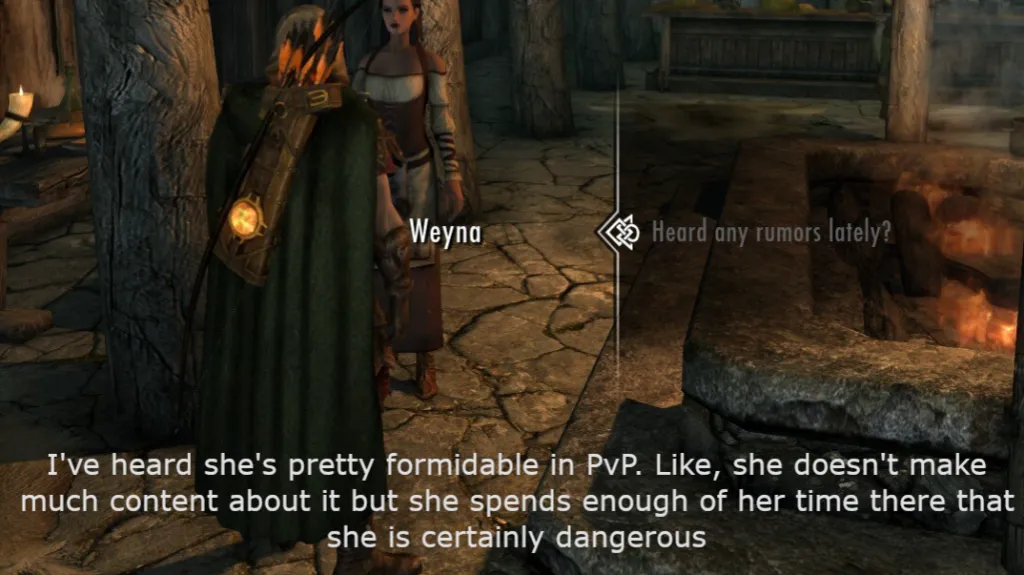 Weyna
Heard any rumors lately?
I've heard she's pretty formidable in PvP. Like, she doesn't make
much content about it but she spends enough of her time there that
she is certainly dangerous